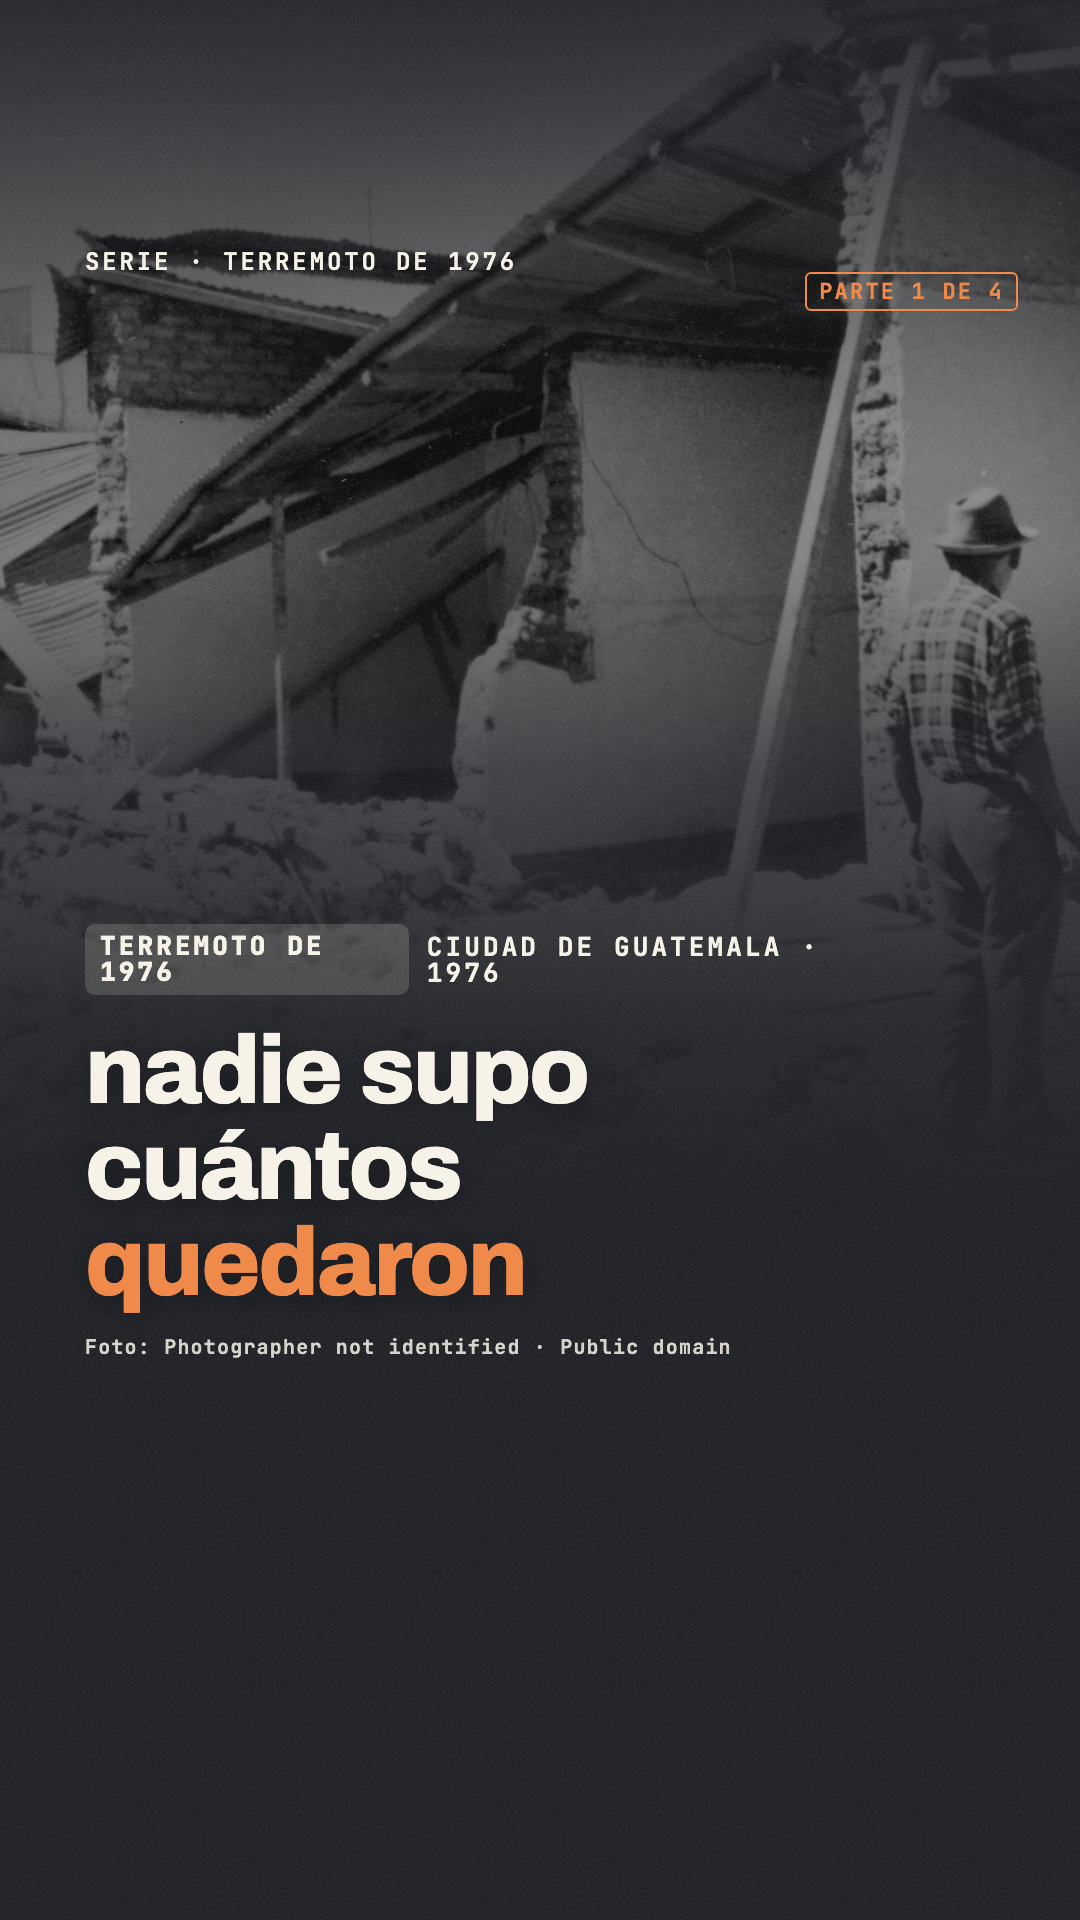 SERIE · TERREMOTO DE 1976
PARTE 1 DE 4
TERREMOTO DE
1976
CIUDAD DE GUATEMALA ·
1976
nadie supo
cuántos
quedaron
Foto: Photographer not identified · Public domain